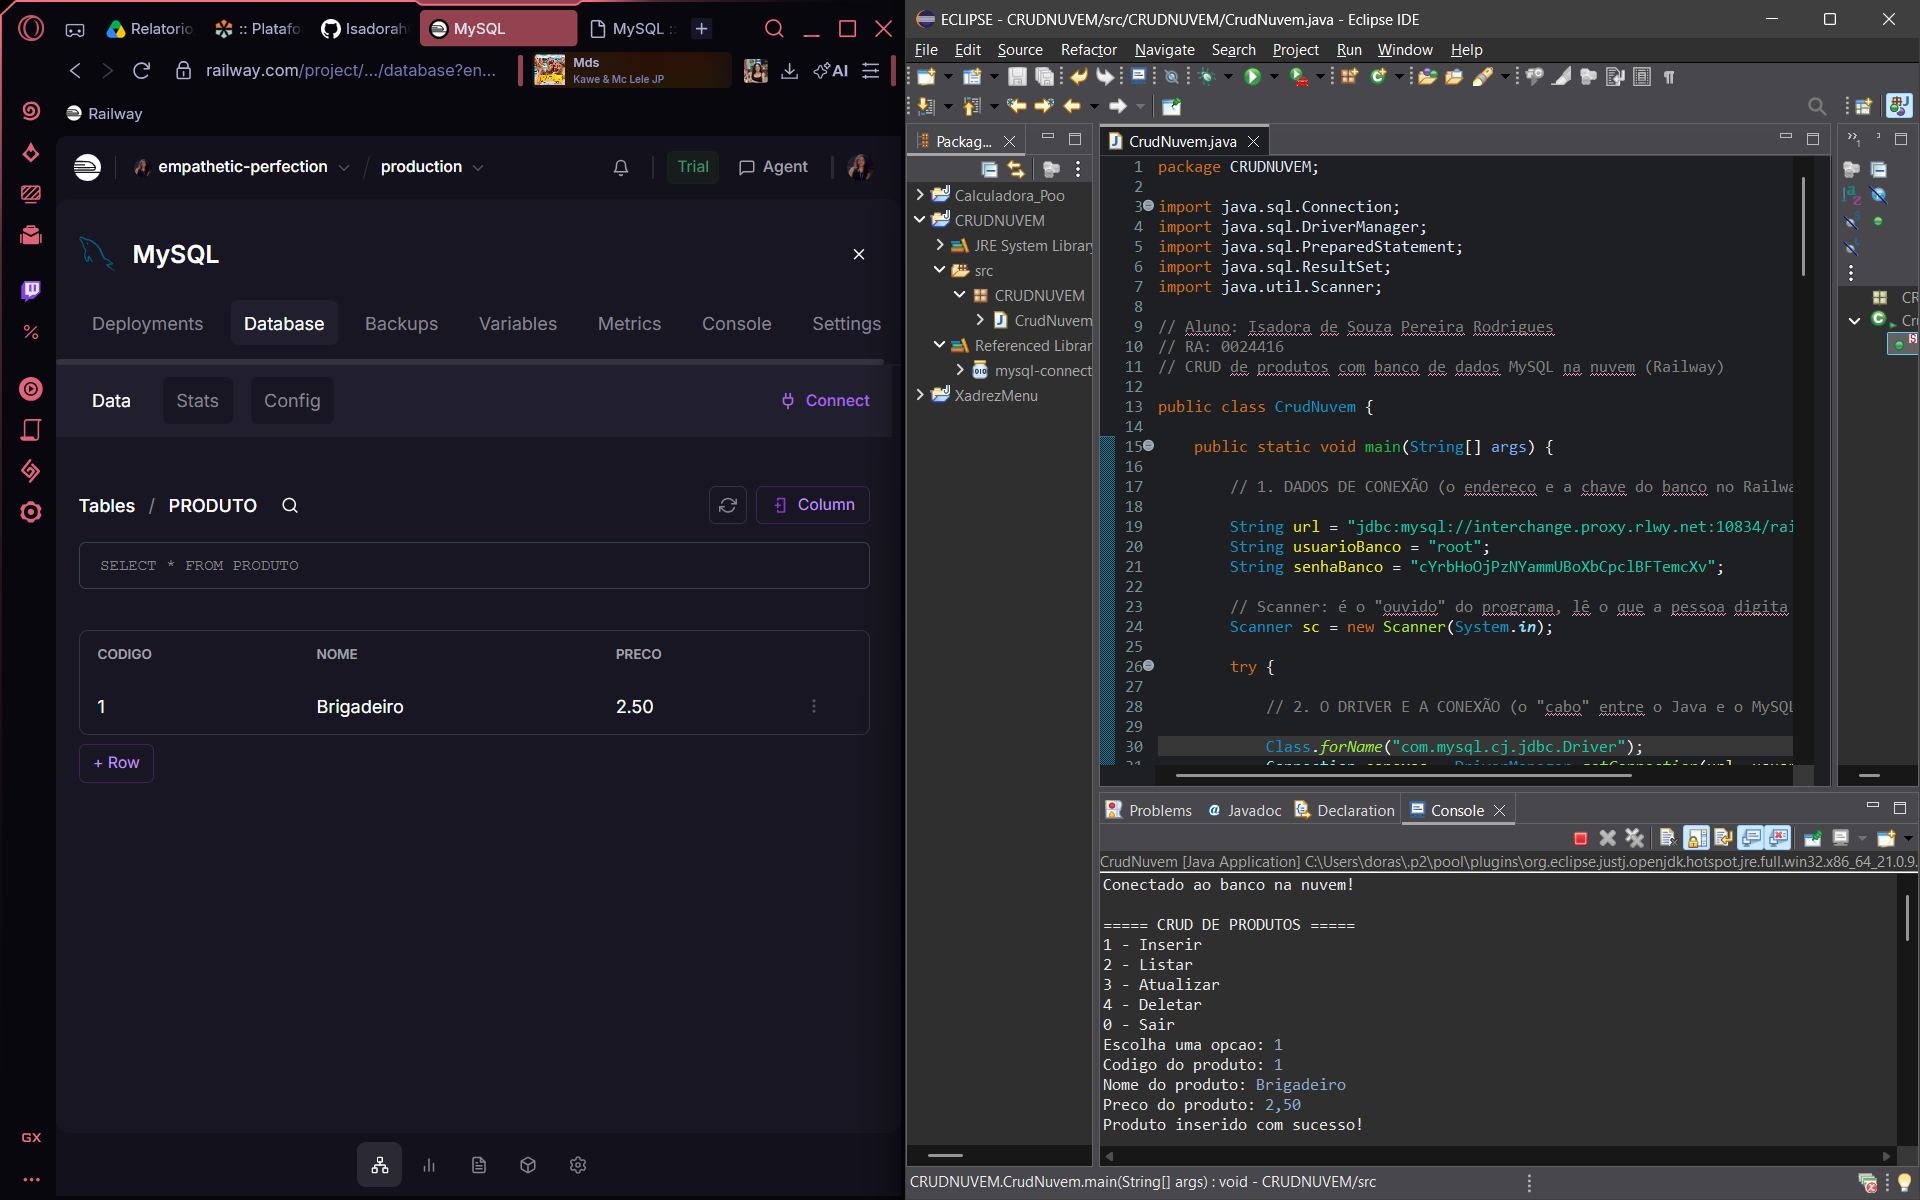 Relatorio
:: Platafo
Isadorah
MySQL
MySQL ::
railway.com/project/.../database?en...
Mds
Kawe & Mc Lele JP
AI
Railway
empathetic-perfection
/
production
Trial
Agent
MySQL
Deployments
Database
Backups
Variables
Metrics
Console
Settings
Data
Stats
Config
Connect
Tables / PRODUTO
Column
SELECT * FROM PRODUTO
CODIGO NOME PRECO
1 Brigadeiro 2.50
+ Row
GX
ECLIPSE - CRUDNUVEM/src/CRUDNUVEM/CrudNuvem.java - Eclipse IDE
File Edit Source Refactor Navigate Search Project Run Window Help
Packag...
Calculadora_Poo
CRUDNUVEM
JRE System Library
src
CRUDNUVEM
CrudNuvem
Referenced Librar
mysql-connect
XadrezMenu
CrudNuvem.java
1 package CRUDNUVEM;
2
3 import java.sql.Connection;
4 import java.sql.DriverManager;
5 import java.sql.PreparedStatement;
6 import java.sql.ResultSet;
7 import java.util.Scanner;
8
9 // Aluno: Isadora de Souza Pereira Rodrigues
10 // RA: 0024416
11 // CRUD de produtos com banco de dados MySQL na nuvem (Railway)
12
13 public class CrudNuvem {
14
15 public static void main(String[] args) {
16
17 // 1. DADOS DE CONEXÃO (o endereço e a chave do banco no Railwa
18
19 String url = "jdbc:mysql://interchange.proxy.rlwy.net:10834/rai
20 String usuarioBanco = "root";
21 String senhaBanco = "cYrbHoOjPzNYammUBoXbCpclBFTemcXv";
22
23 // Scanner: é o "ouvido" do programa, lê o que a pessoa digita
24 Scanner sc = new Scanner(System.in);
25
26 try {
27
28 // 2. O DRIVER E A CONEXÃO (o "cabo" entre o Java e o MySQL
29
30 Class.forName("com.mysql.cj.jdbc.Driver");
CR
Cr
Problems
Javadoc
Declaration
Console
CrudNuvem [Java Application] C:\Users\doras\.p2\pool\plugins\org.eclipse.justj.openjdk.hotspot.jre.full.win32.x86_64_21.0.9.
Conectado ao banco na nuvem!
===== CRUD DE PRODUTOS =====
1 - Inserir
2 - Listar
3 - Atualizar
4 - Deletar
0 - Sair
Escolha uma opcao: 1
Codigo do produto: 1
Nome do produto: Brigadeiro
Preco do produto: 2,50
Produto inserido com sucesso!
CRUDNUVEM.CrudNuvem.main(String[] args) : void - CRUDNUVEM/src